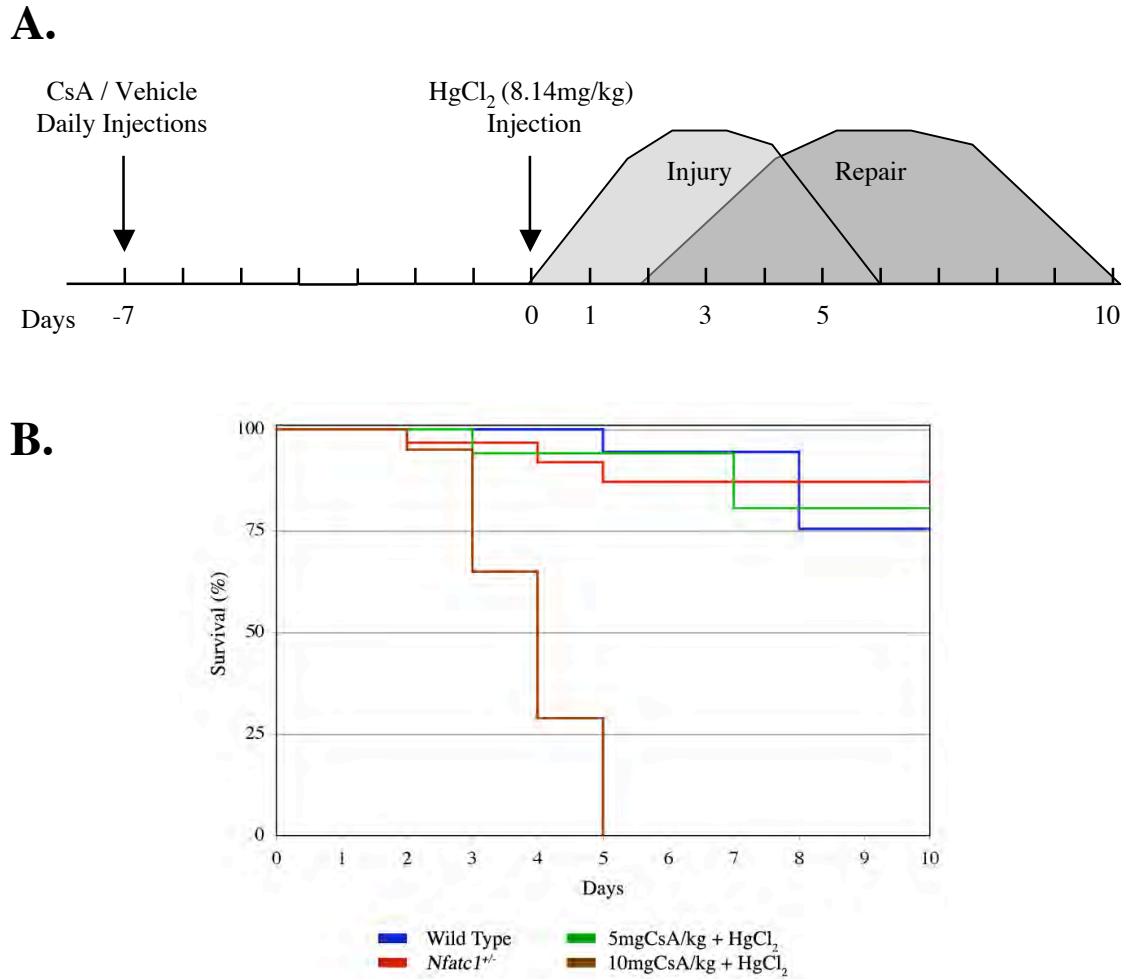 A.
CsA / Vehicle
Daily Injections
HgCl₂ (8.14mg/kg)
Injection
Injury
Repair
Days -7 0 1 3 5 10
B.
100
75
50
25
0
Survival (%)
0 1 2 3 4 5 6 7 8 9 10
Days
Wild Type
5mgCsA/kg + HgCl₂
Nfatc1⁺/⁻
10mgCsA/kg + HgCl₂